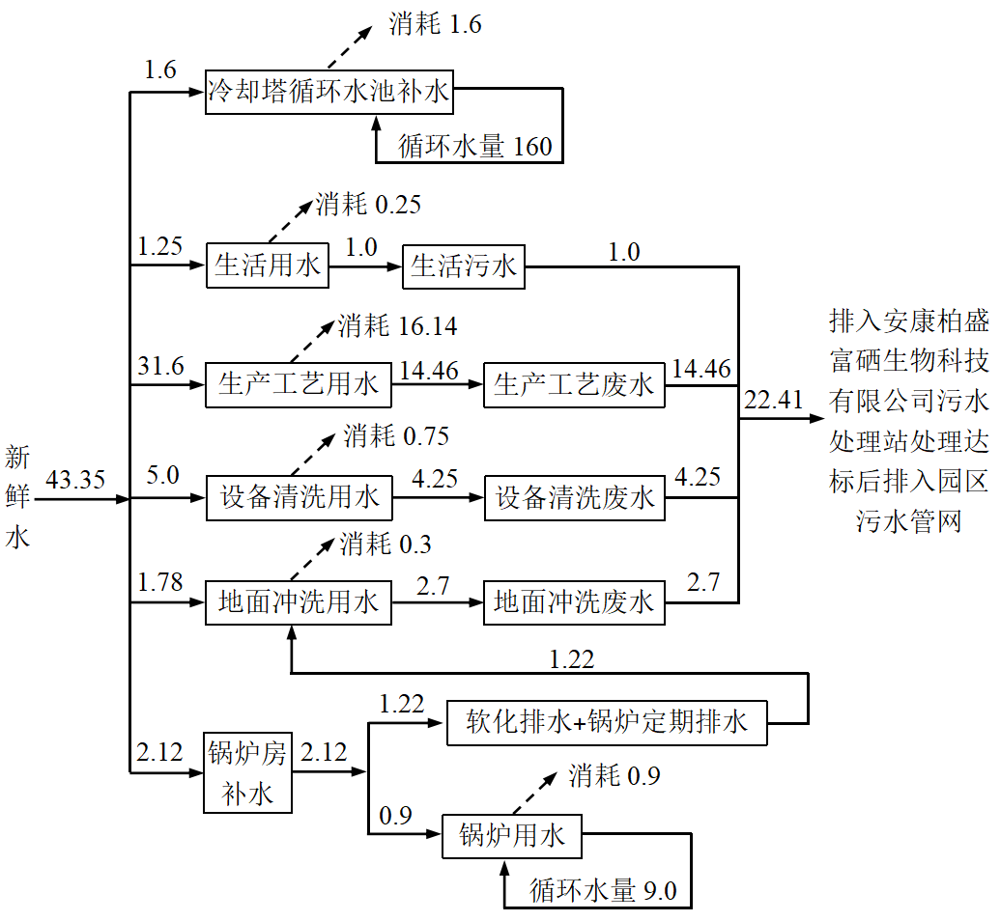 消耗 1.6
1.6
冷却塔循环水池补水
循环水量 160
消耗 0.25
1.25
生活用水
1.0
生活污水
1.0
消耗 16.14
31.6
生产工艺用水
14.46
生产工艺废水
14.46
22.41
排入安康柏盛
富硒生物科技
有限公司污水
处理站处理达
标后排入园区
污水管网
新
鲜
水
43.35
消耗 0.75
5.0
设备清洗用水
4.25
设备清洗废水
4.25
消耗 0.3
1.78
地面冲洗用水
2.7
地面冲洗废水
2.7
1.22
1.22
软化排水+锅炉定期排水
2.12
锅炉房
补水
2.12
消耗 0.9
0.9
锅炉用水
循环水量 9.0